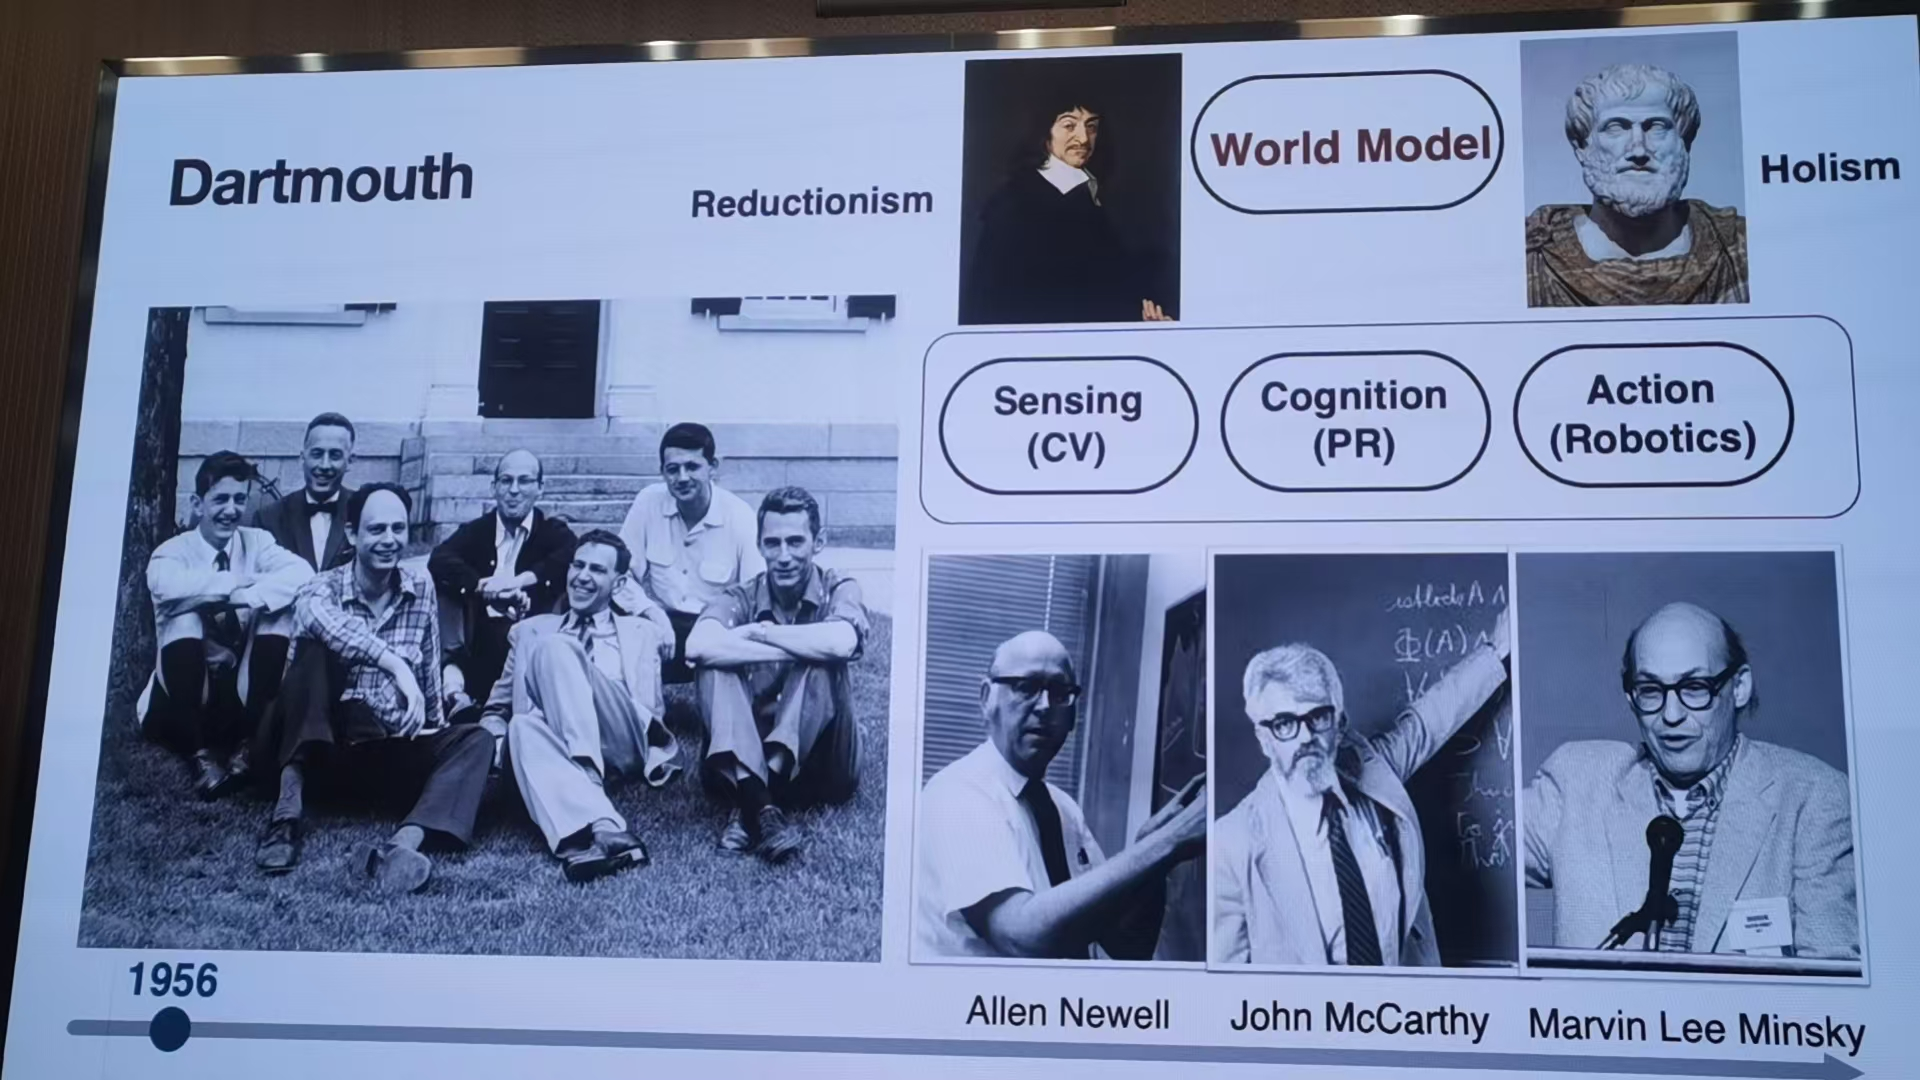 Dartmouth
Reductionism
World Model
Holism
Sensing
(CV)
Cognition
(PR)
Action
(Robotics)
Φ(A) ∧
1956
Allen Newell
John McCarthy
Marvin Lee Minsky